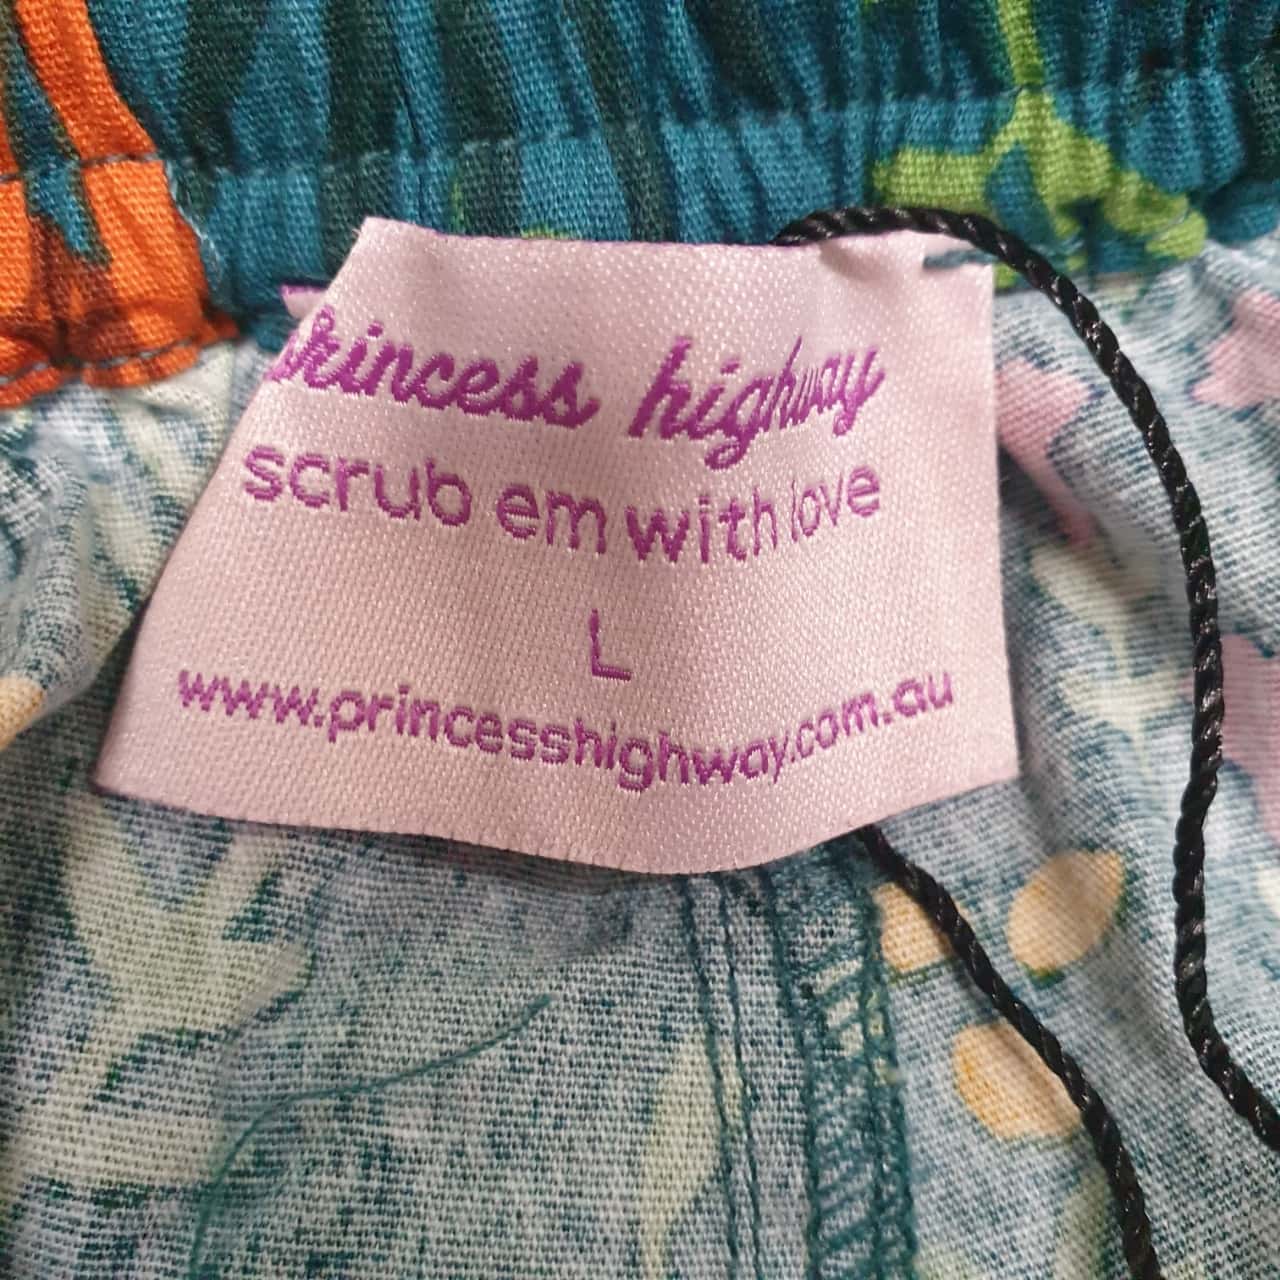 Princess highway
scrub em with love
L
www.princesshighway.com.au